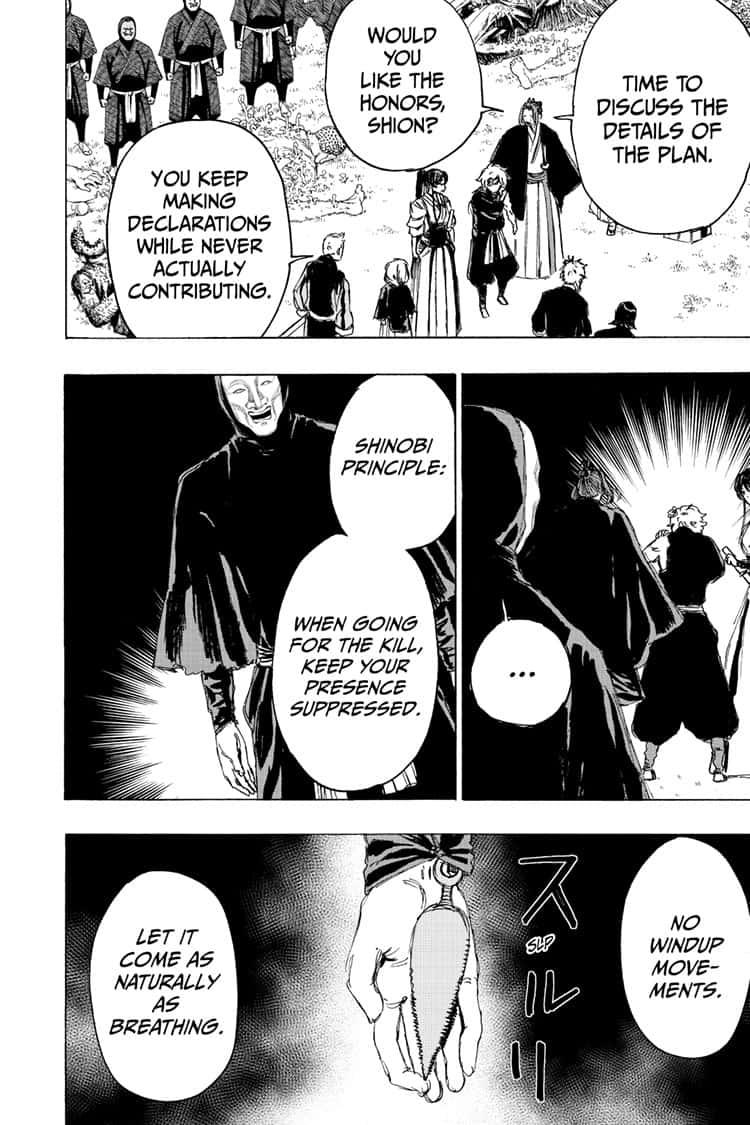 TIME TO
DISCUSS THE
DETAILS OF
THE PLAN.
WOULD
YOU
LIKE THE
HONORS,
SHION?
YOU KEEP
MAKING
DECLARATIONS
WHILE NEVER
ACTUALLY
CONTRIBUTING.
...
SHINOBI
PRINCIPLE:
WHEN GOING
FOR THE KILL,
KEEP YOUR
PRESENCE
SUPPRESSED.
NO
WINDUP
MOVE-
MENTS.
スルリ
SLP
LET IT
COME AS
NATURALLY
AS
BREATHING.